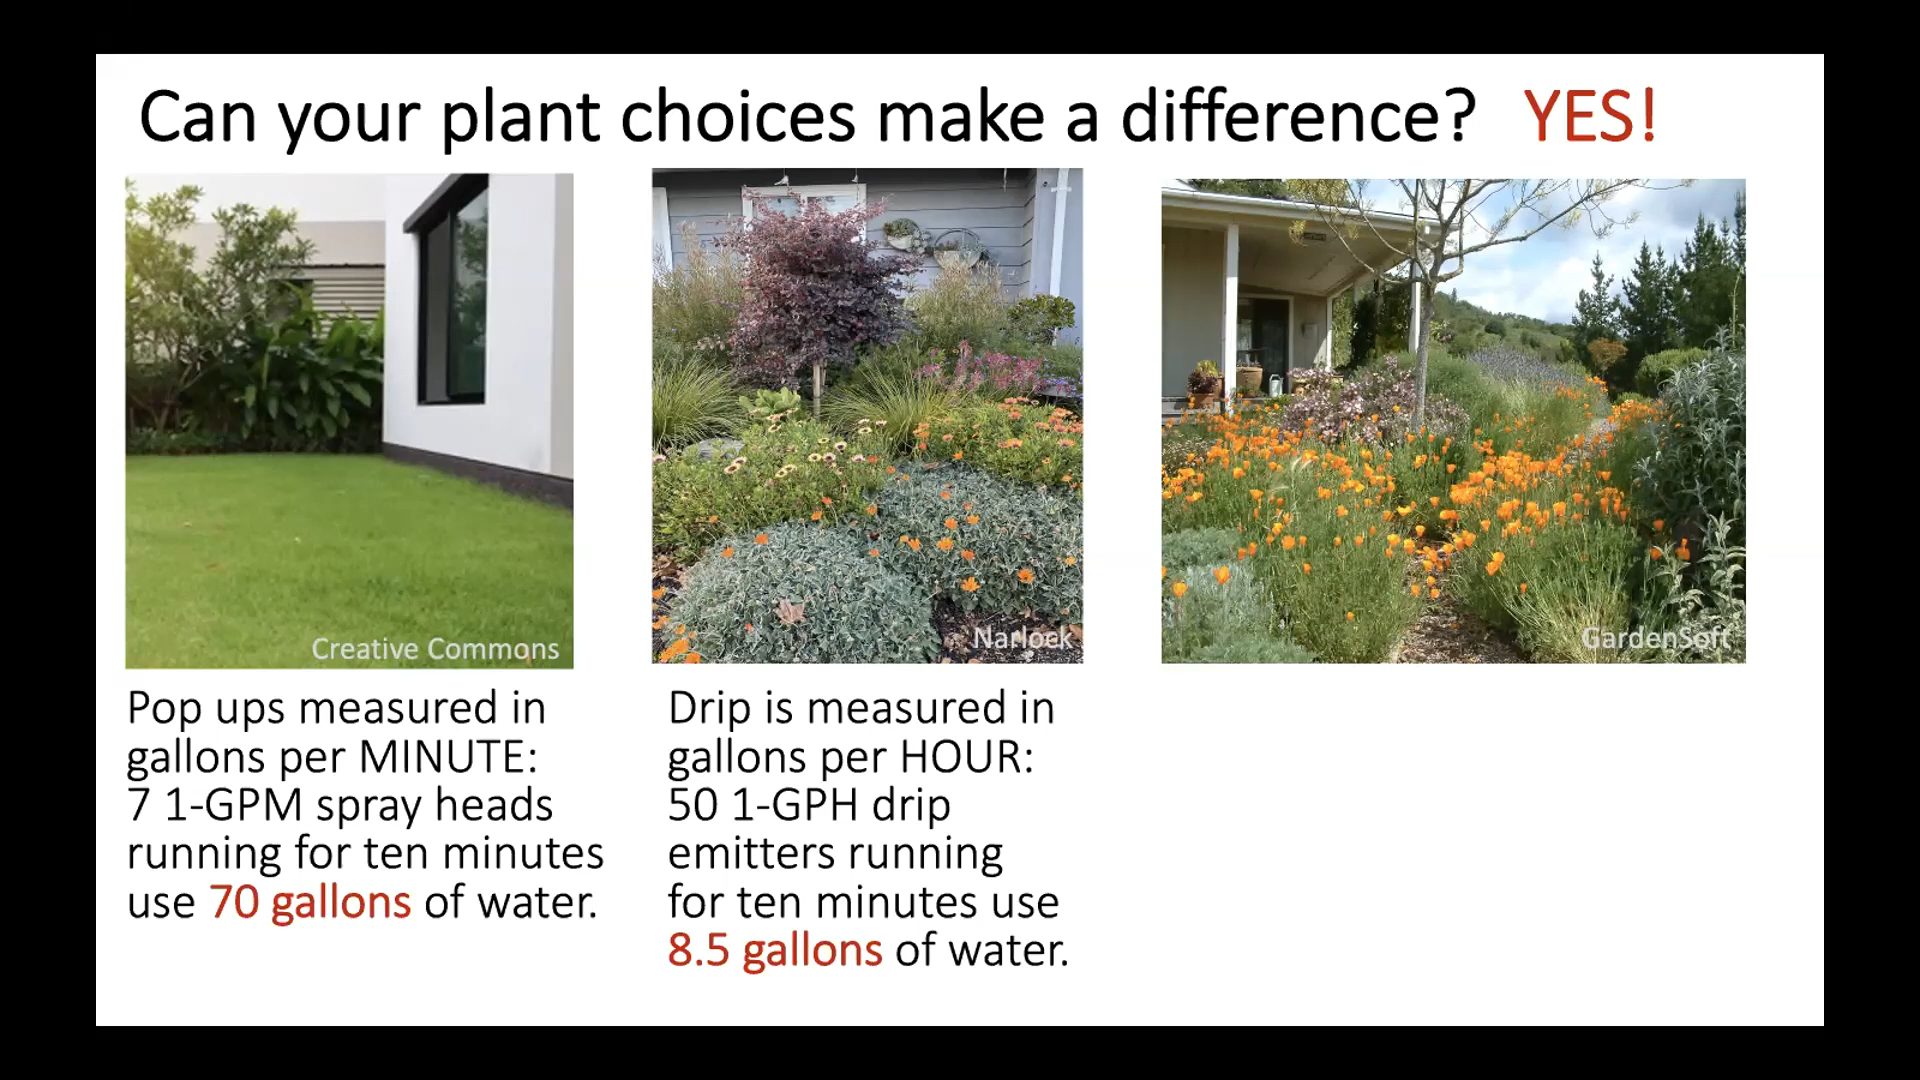 Can your plant choices make a difference? YES!
Creative Commons
Narlock
GardenSoft
Pop ups measured in
gallons per MINUTE:
7 1-GPM spray heads
running for ten minutes
use 70 gallons of water.
Drip is measured in
gallons per HOUR:
50 1-GPH drip
emitters running
for ten minutes use
8.5 gallons of water.